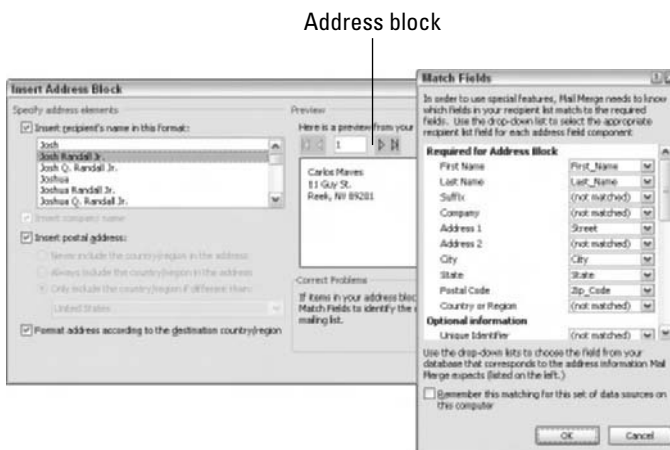 Address block
Insert Address Block
Specify address elements
Insert recipient's name in this format:
Josh
Josh Randall Jr.
Josh Q. Randall Jr.
Joshua
Joshua Randall Jr.
Joshua Q. Randall Jr.
Insert company name
Insert postal address:
Never include the country/region in the address
Always include the country/region in the address
Only include the country/region if different than:
United States
Format address according to the destination country/region
Preview
Here is a preview from your
1
Carlos Maves
11 Guy St.
Reek, NV 89201
Correct Problems
If items in your address bloc
Match Fields to identify the
mailing list.
Match Fields
In order to use special features, Mail Merge needs to know
which fields in your recipient list match to the required
fields. Use the drop-down list to select the appropriate
recipient list field for each address field component
Required for Address Block
First Name First_Name
Last Name Last_Name
Suffix (not matched)
Company (not matched)
Address 1 Street
Address 2 (not matched)
City City
State State
Postal Code Zip_Code
Country or Region (not matched)
Optional information
Unique Identifier (not matched)
Use the drop-down lists to choose the field from your
database that corresponds to the address information Mail
Merge expects (listed on the left.)
Remember this matching for this set of data sources on
this computer
OK Cancel